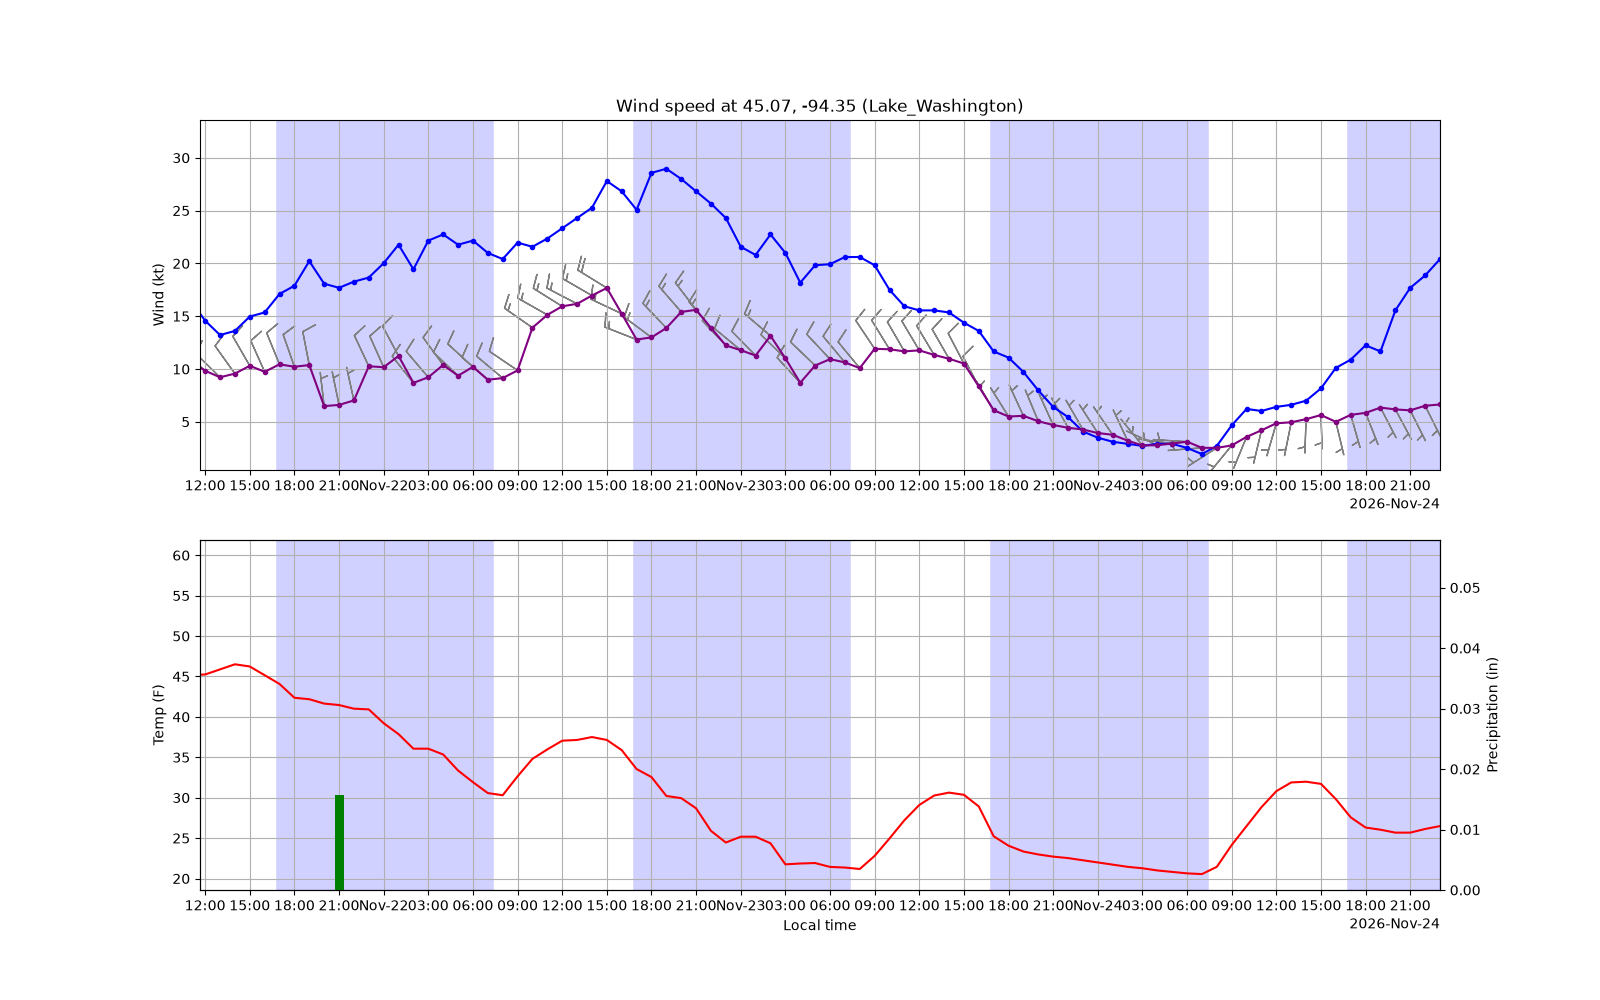 Wind speed at 45.07, -94.35 (Lake_Washington)
30
25
20
15
10
5
Wind (kt)
12:00 15:00 18:00 21:00 Nov-22 03:00 06:00 09:00 12:00 15:00 18:00 21:00 Nov-23 03:00 06:00 09:00 12:00 15:00 18:00 21:00 Nov-24 03:00 06:00 09:00 12:00 15:00 18:00 21:00
2026-Nov-24
60
55
50
45
40
35
30
25
20
Temp (F)
0.05
0.04
0.03
0.02
0.01
0.00
Precipitation (in)
12:00 15:00 18:00 21:00 Nov-22 03:00 06:00 09:00 12:00 15:00 18:00 21:00 Nov-23 03:00 06:00 09:00 12:00 15:00 18:00 21:00 Nov-24 03:00 06:00 09:00 12:00 15:00 18:00 21:00
Local time
2026-Nov-24